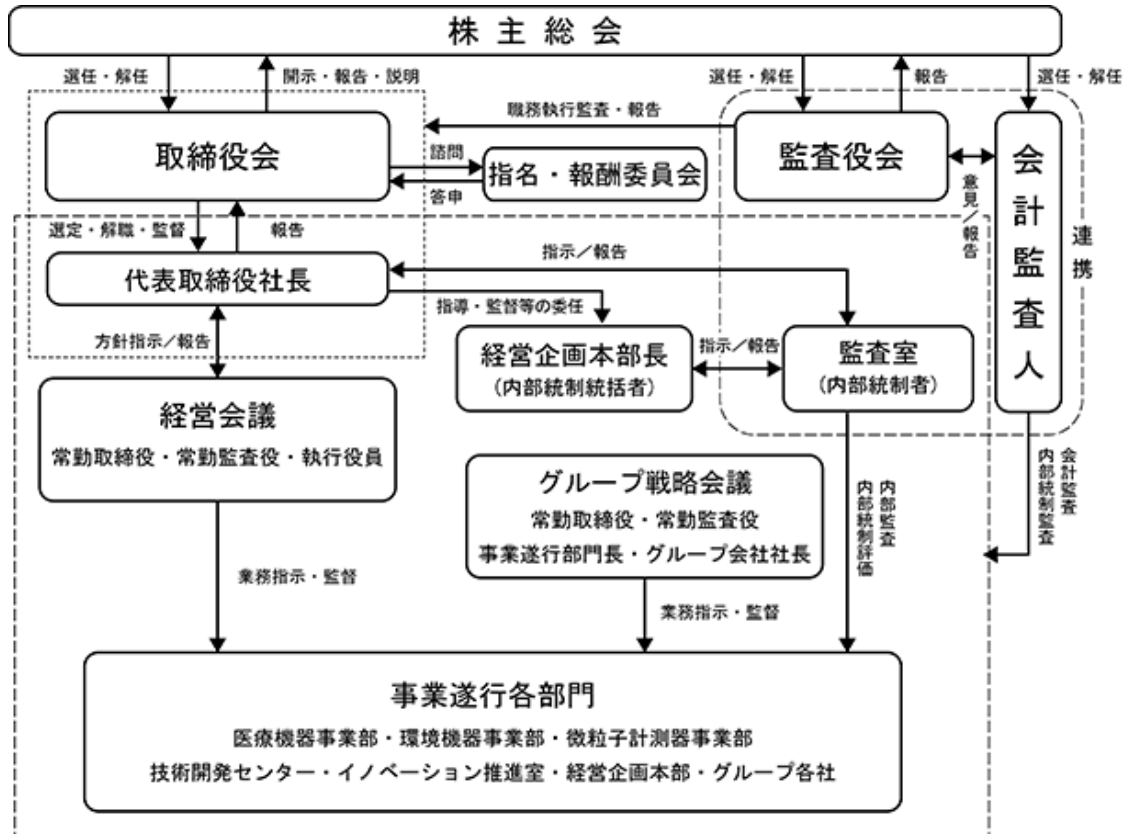 株主総会
選任・解任
開示・報告・説明
選任・解任
報告
選任・解任
職務執行監査・報告
取締役会
諮問
答申
指名・報酬委員会
監査役会
意見／報告
会計監査人
連携
選定・解職・監督
報告
代表取締役社長
指示／報告
指導・監督等の委任
方針指示／報告
経営企画本部長
（内部統制統括者）
指示／報告
監査室
（内部統制者）
経営会議
常勤取締役・常勤監査役・執行役員
グループ戦略会議
常勤取締役・常勤監査役
事業遂行部門長・グループ会社社長
内部監査
内部統制評価
会計監査
内部統制監査
業務指示・監督
業務指示・監督
事業遂行各部門
医療機器事業部・環境機器事業部・微粒子計測器事業部
技術開発センター・イノベーション推進室・経営企画本部・グループ各社